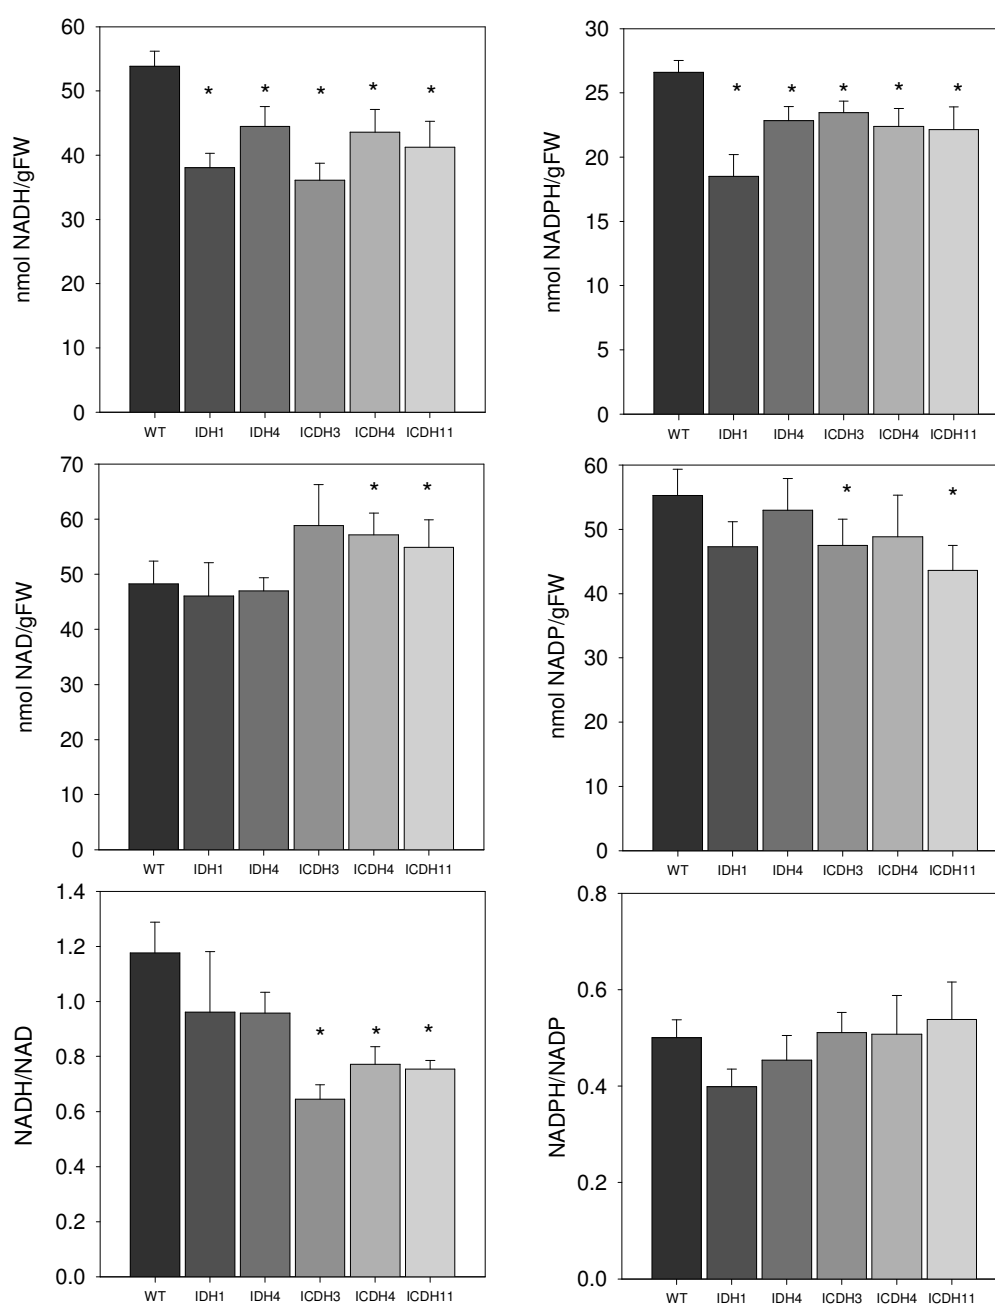 60
50
40
30
20
10
0
nmol NADH/gFW
* * * * *
WT IDH1 IDH4 ICDH3 ICDH4 ICDH11
30
25
20
15
10
5
0
nmol NADPH/gFW
* * * * *
WT IDH1 IDH4 ICDH3 ICDH4 ICDH11
70
60
50
40
30
20
10
0
nmol NAD/gFW
* *
WT IDH1 IDH4 ICDH3 ICDH4 ICDH11
60
50
40
30
20
10
0
nmol NADP/gFW
* *
WT IDH1 IDH4 ICDH3 ICDH4 ICDH11
1.4
1.2
1.0
0.8
0.6
0.4
0.2
0.0
NADH/NAD
* * *
WT IDH1 IDH4 ICDH3 ICDH4 ICDH11
0.8
0.6
0.4
0.2
0.0
NADPH/NADP
WT IDH1 IDH4 ICDH3 ICDH4 ICDH11